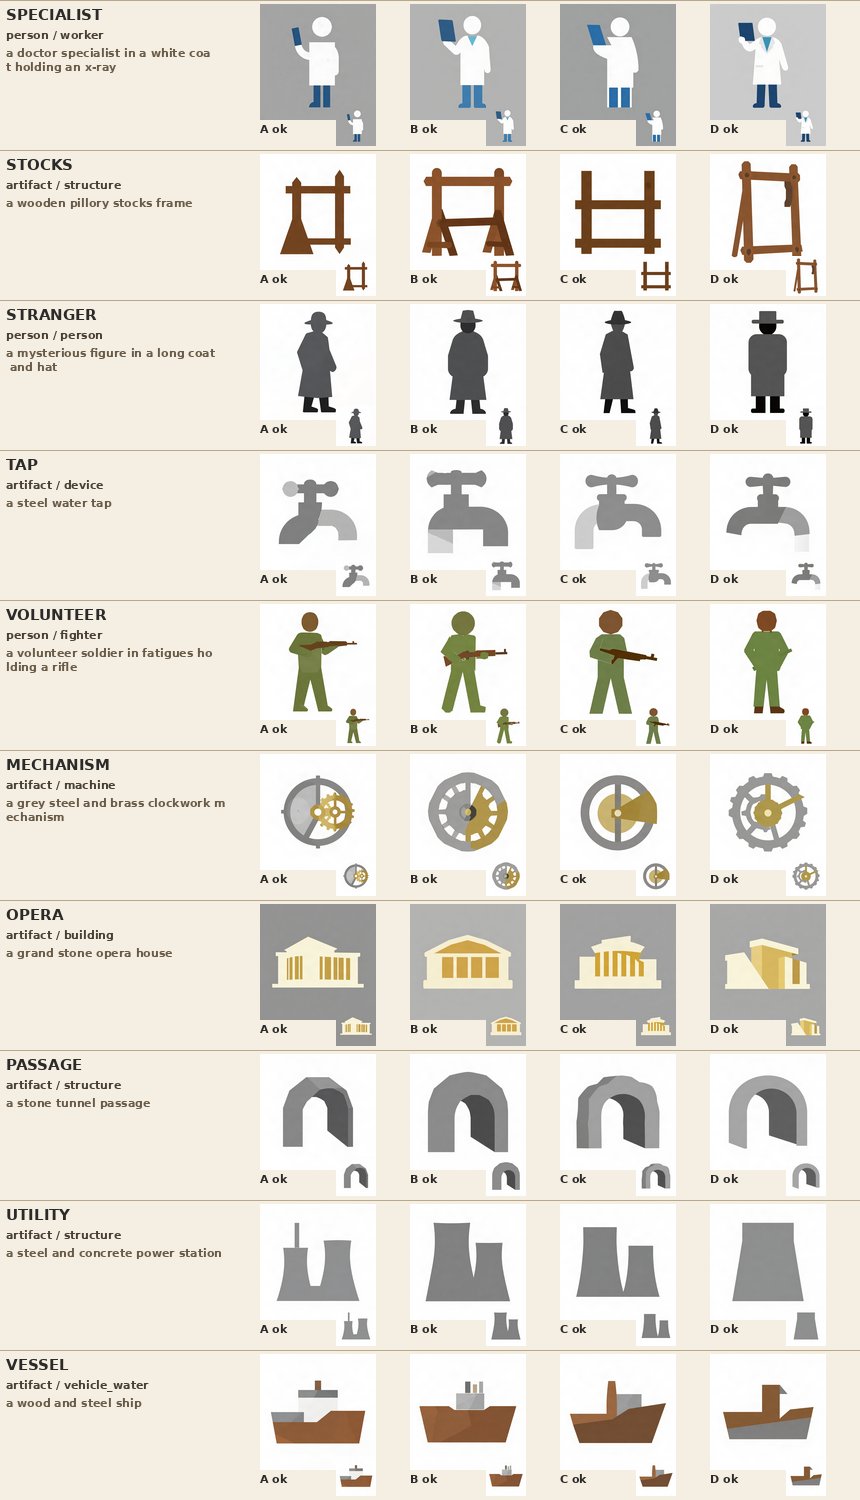 SPECIALIST
person / worker
a doctor specialist in a white coa
t holding an x-ray
A ok
B ok
C ok
D ok
STOCKS
artifact / structure
a wooden pillory stocks frame
A ok
B ok
C ok
D ok
STRANGER
person / person
a mysterious figure in a long coat
and hat
A ok
B ok
C ok
D ok
TAP
artifact / device
a steel water tap
A ok
B ok
C ok
D ok
VOLUNTEER
person / fighter
a volunteer soldier in fatigues ho
lding a rifle
A ok
B ok
C ok
D ok
MECHANISM
artifact / machine
a grey steel and brass clockwork m
echanism
A ok
B ok
C ok
D ok
OPERA
artifact / building
a grand stone opera house
A ok
B ok
C ok
D ok
PASSAGE
artifact / structure
a stone tunnel passage
A ok
B ok
C ok
D ok
UTILITY
artifact / structure
a steel and concrete power station
A ok
B ok
C ok
D ok
VESSEL
artifact / vehicle_water
a wood and steel ship
A ok
B ok
C ok
D ok